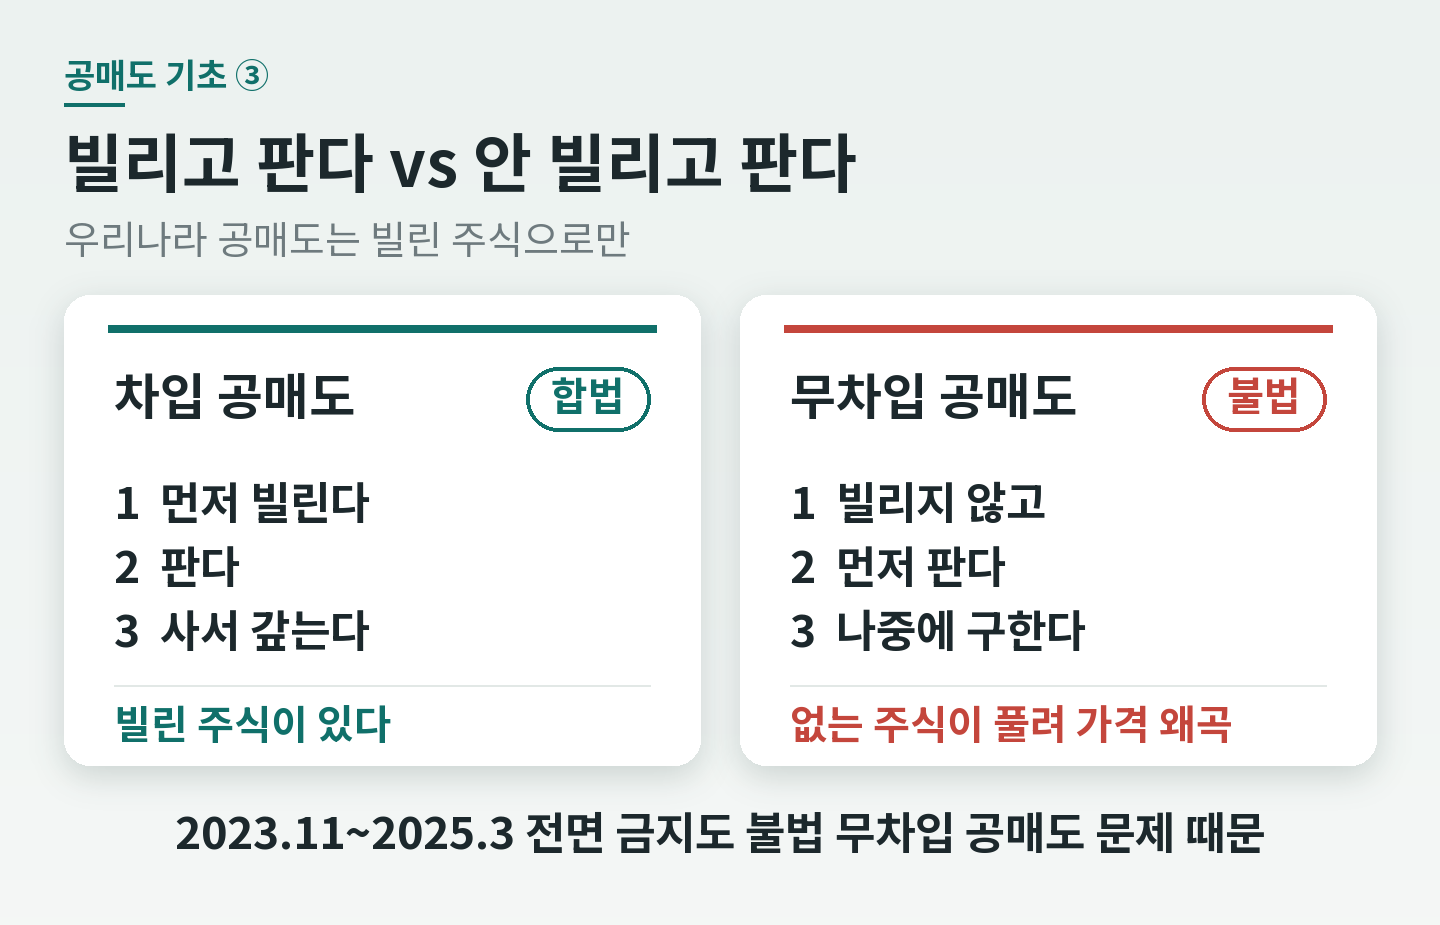 공매도 기초 ③
빌리고 판다 vs 안 빌리고 판다
우리나라 공매도는 빌린 주식으로만
차입 공매도
합법
1 먼저 빌린다
2 판다
3 사서 갚는다
빌린 주식이 있다
무차입 공매도
불법
1 빌리지 않고
2 먼저 판다
3 나중에 구한다
없는 주식이 풀려 가격 왜곡
2023.11~2025.3 전면 금지도 불법 무차입 공매도 문제 때문